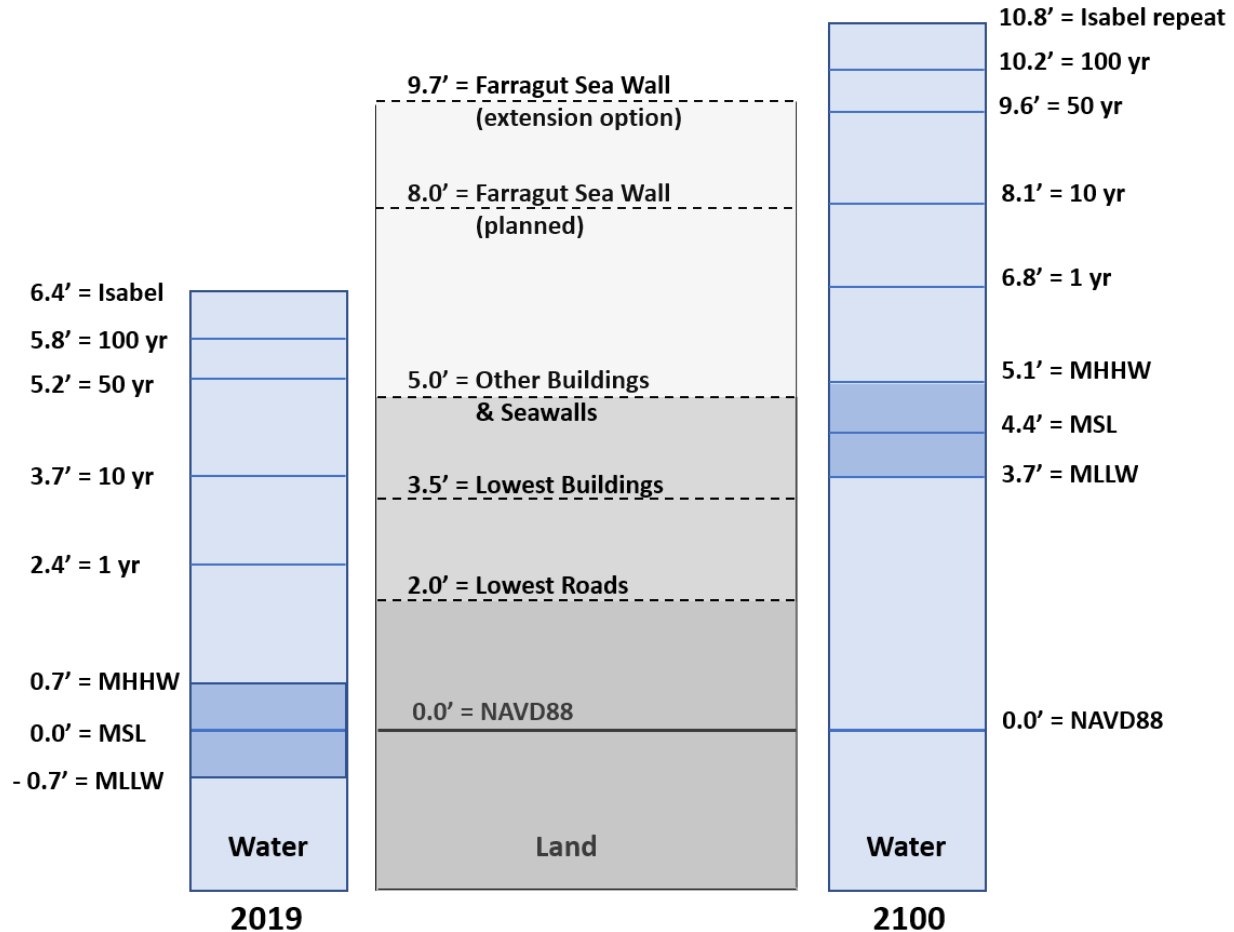 6.4’ = Isabel
5.8’ = 100 yr
5.2’ = 50 yr
3.7’ = 10 yr
2.4’ = 1 yr
0.7’ = MHHW
0.0’ = MSL
- 0.7’ = MLLW
Water
2019
9.7’ = Farragut Sea Wall
(extension option)
8.0’ = Farragut Sea Wall
(planned)
5.0’ = Other Buildings
& Seawalls
3.5’ = Lowest Buildings
2.0’ = Lowest Roads
0.0’ = NAVD88
Land
10.8’ = Isabel repeat
10.2’ = 100 yr
9.6’ = 50 yr
8.1’ = 10 yr
6.8’ = 1 yr
5.1’ = MHHW
4.4’ = MSL
3.7’ = MLLW
0.0’ = NAVD88
Water
2100